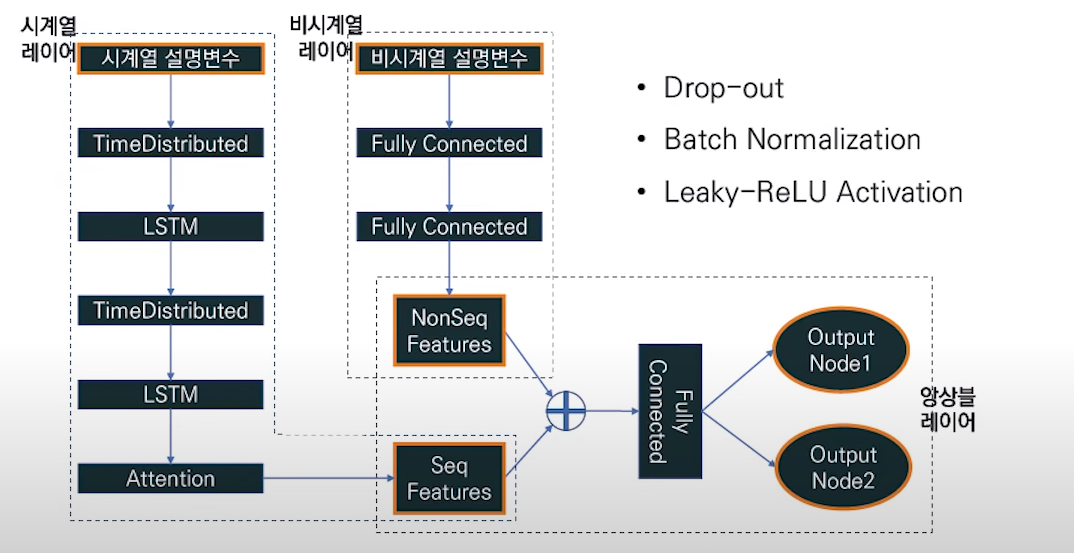 시계열
레이어
시계열 설명변수
TimeDistributed
LSTM
TimeDistributed
LSTM
Attention
Seq
Features
비시계열
레이어
비시계열 설명변수
Fully Connected
Fully Connected
NonSeq
Features
• Drop-out
• Batch Normalization
• Leaky-ReLU Activation
Fully
Connected
Output
Node1
Output
Node2
앙상블
레이어